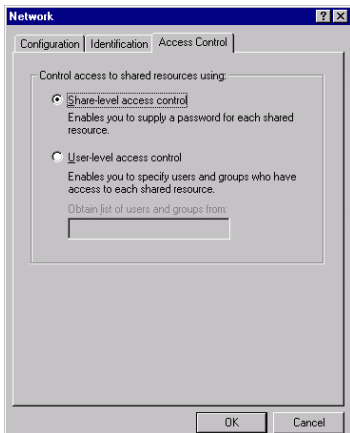 Network
Configuration Identification Access Control
Control access to shared resources using:
Share-level access control
Enables you to supply a password for each shared
resource.
User-level access control
Enables you to specify users and groups who have
access to each shared resource.
Obtain list of users and groups from:
OK Cancel